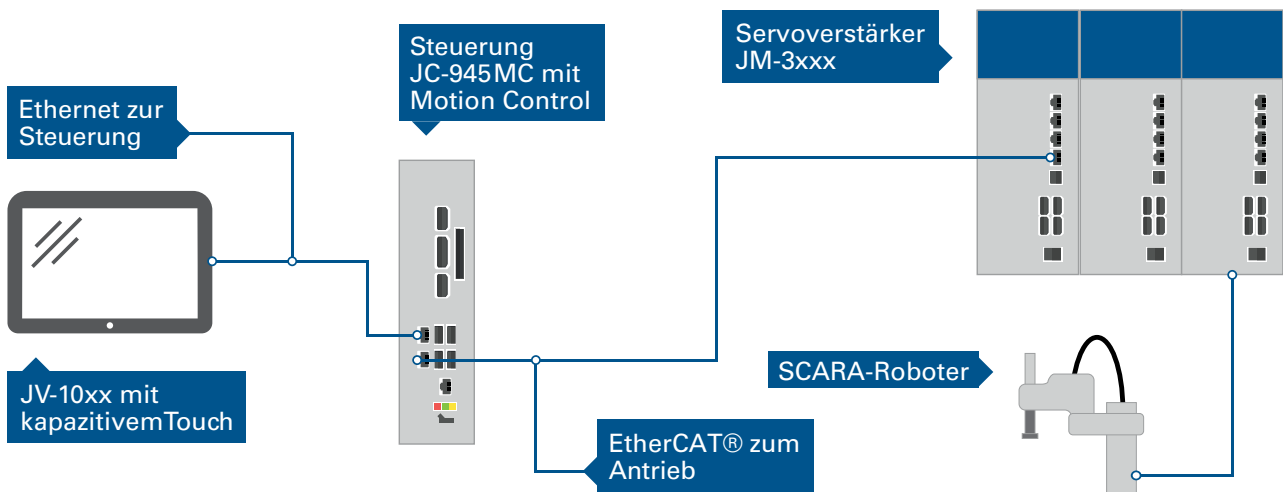 Ethernet zur
Steuerung
JV-10xx mit
kapazitivemTouch
Steuerung
JC-945MC mit
Motion Control
EtherCAT® zum
Antrieb
Servoverstärker
JM-3xxx
SCARA-Roboter